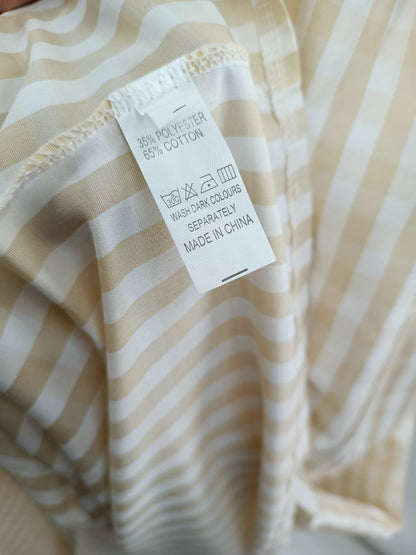 35% POLYESTER
65% COTTON
WASH DARK COLOURS
SEPARATELY
MADE IN CHINA